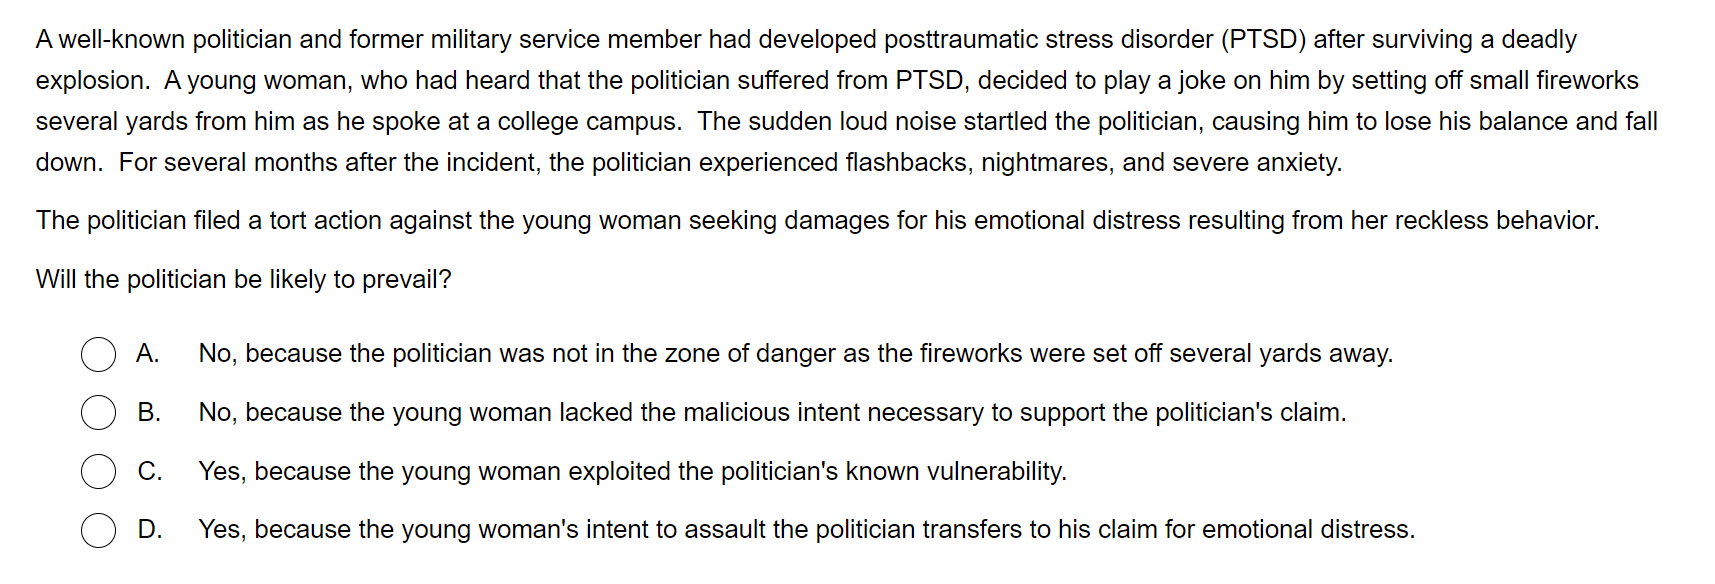 A well-known politician and former military service member had developed posttraumatic stress disorder (PTSD) after surviving a deadly
explosion.  A young woman, who had heard that the politician suffered from PTSD, decided to play a joke on him by setting off small fireworks
several yards from him as he spoke at a college campus.  The sudden loud noise startled the politician, causing him to lose his balance and fall
down.  For several months after the incident, the politician experienced flashbacks, nightmares, and severe anxiety.
The politician filed a tort action against the young woman seeking damages for his emotional distress resulting from her reckless behavior.
Will the politician be likely to prevail?
A. No, because the politician was not in the zone of danger as the fireworks were set off several yards away.
B. No, because the young woman lacked the malicious intent necessary to support the politician's claim.
C. Yes, because the young woman exploited the politician's known vulnerability.
D. Yes, because the young woman's intent to assault the politician transfers to his claim for emotional distress.